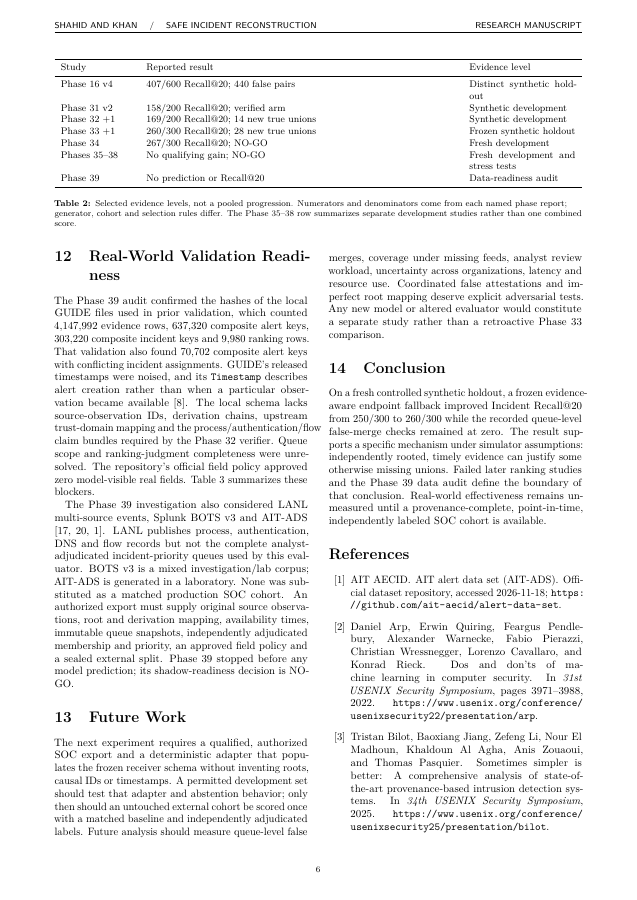 SHAHID AND KHAN / SAFE INCIDENT RECONSTRUCTION RESEARCH MANUSCRIPT
Study Reported result Evidence level
Phase 16 v4 407/600 Recall@20; 440 false pairs Distinct synthetic hold-
out
Phase 31 v2 158/200 Recall@20; verified arm Synthetic development
Phase 32 +1 169/200 Recall@20; 14 new true unions Synthetic development
Phase 33 +1 260/300 Recall@20; 28 new true unions Frozen synthetic holdout
Phase 34 267/300 Recall@20; NO-GO Fresh development
Phases 35–38 No qualifying gain; NO-GO Fresh development and
stress tests
Phase 39 No prediction or Recall@20 Data-readiness audit
Table 2: Selected evidence levels, not a pooled progression. Numerators and denominators come from each named phase report;
generator, cohort and selection rules differ. The Phase 35–38 row summarizes separate development studies rather than one combined
score.
12 Real-World Validation Readi-
ness
The Phase 39 audit confirmed the hashes of the local
GUIDE files used in prior validation, which counted
4,147,992 evidence rows, 637,320 composite alert keys,
303,220 composite incident keys and 9,980 ranking rows.
That validation also found 70,702 composite alert keys
with conflicting incident assignments. GUIDE's released
timestamps were noised, and its Timestamp describes
alert creation rather than when a particular obser-
vation became available [8]. The local schema lacks
source-observation IDs, derivation chains, upstream
trust-domain mapping and the process/authentication/flow
claim bundles required by the Phase 32 verifier. Queue
scope and ranking-judgment completeness were unre-
solved. The repository's official field policy approved
zero model-visible real fields. Table 3 summarizes these
blockers.
The Phase 39 investigation also considered LANL
multi-source events, Splunk BOTS v3 and AIT-ADS
[17, 20, 1]. LANL publishes process, authentication,
DNS and flow records but not the complete analyst-
adjudicated incident-priority queues used by this eval-
uator. BOTS v3 is a mixed investigation/lab corpus;
AIT-ADS is generated in a laboratory. None was sub-
stituted as a matched production SOC cohort. An
authorized export must supply original source observa-
tions, root and derivation mapping, availability times,
immutable queue snapshots, independently adjudicated
membership and priority, an approved field policy and
a sealed external split. Phase 39 stopped before any
model prediction; its shadow-readiness decision is NO-
GO.
13 Future Work
The next experiment requires a qualified, authorized
SOC export and a deterministic adapter that popu-
lates the frozen receiver schema without inventing roots,
causal IDs or timestamps. A permitted development set
should test that adapter and abstention behavior; only
then should an untouched external cohort be scored once
with a matched baseline and independently adjudicated
labels. Future analysis should measure queue-level false
merges, coverage under missing feeds, analyst review
workload, uncertainty across organizations, latency and
resource use. Coordinated false attestations and im-
perfect root mapping deserve explicit adversarial tests.
Any new model or altered evaluator would constitute
a separate study rather than a retroactive Phase 33
comparison.
14 Conclusion
On a fresh controlled synthetic holdout, a frozen evidence-
aware endpoint fallback improved Incident Recall@20
from 250/300 to 260/300 while the recorded queue-level
false-merge checks remained at zero. The result sup-
ports a specific mechanism under simulator assumptions:
independently rooted, timely evidence can justify some
otherwise missing unions. Failed later ranking studies
and the Phase 39 data audit define the boundary of
that conclusion. Real-world effectiveness remains un-
measured until a provenance-complete, point-in-time,
independently labeled SOC cohort is available.
References
[1] AIT AECID. AIT alert data set (AIT-ADS). Offi-
cial dataset repository, accessed 2026-11-18; https:
//github.com/ait-aecid/alert-data-set.
[2] Daniel Arp, Erwin Quiring, Feargus Pendle-
bury, Alexander Warnecke, Fabio Pierazzi,
Christian Wressnegger, Lorenzo Cavallaro, and
Konrad Rieck. Dos and don'ts of ma-
chine learning in computer security. In 31st
USENIX Security Symposium, pages 3971–3988,
2022. https://www.usenix.org/conference/
usenixsecurity22/presentation/arp.
[3] Tristan Bilot, Baoxiang Jiang, Zefeng Li, Nour El
Madhoun, Khaldoun Al Agha, Anis Zouaoui,
and Thomas Pasquier. Sometimes simpler is
better: A comprehensive analysis of state-of-
the-art provenance-based intrusion detection sys-
tems. In 34th USENIX Security Symposium,
2025. https://www.usenix.org/conference/
usenixsecurity25/presentation/bilot.
6